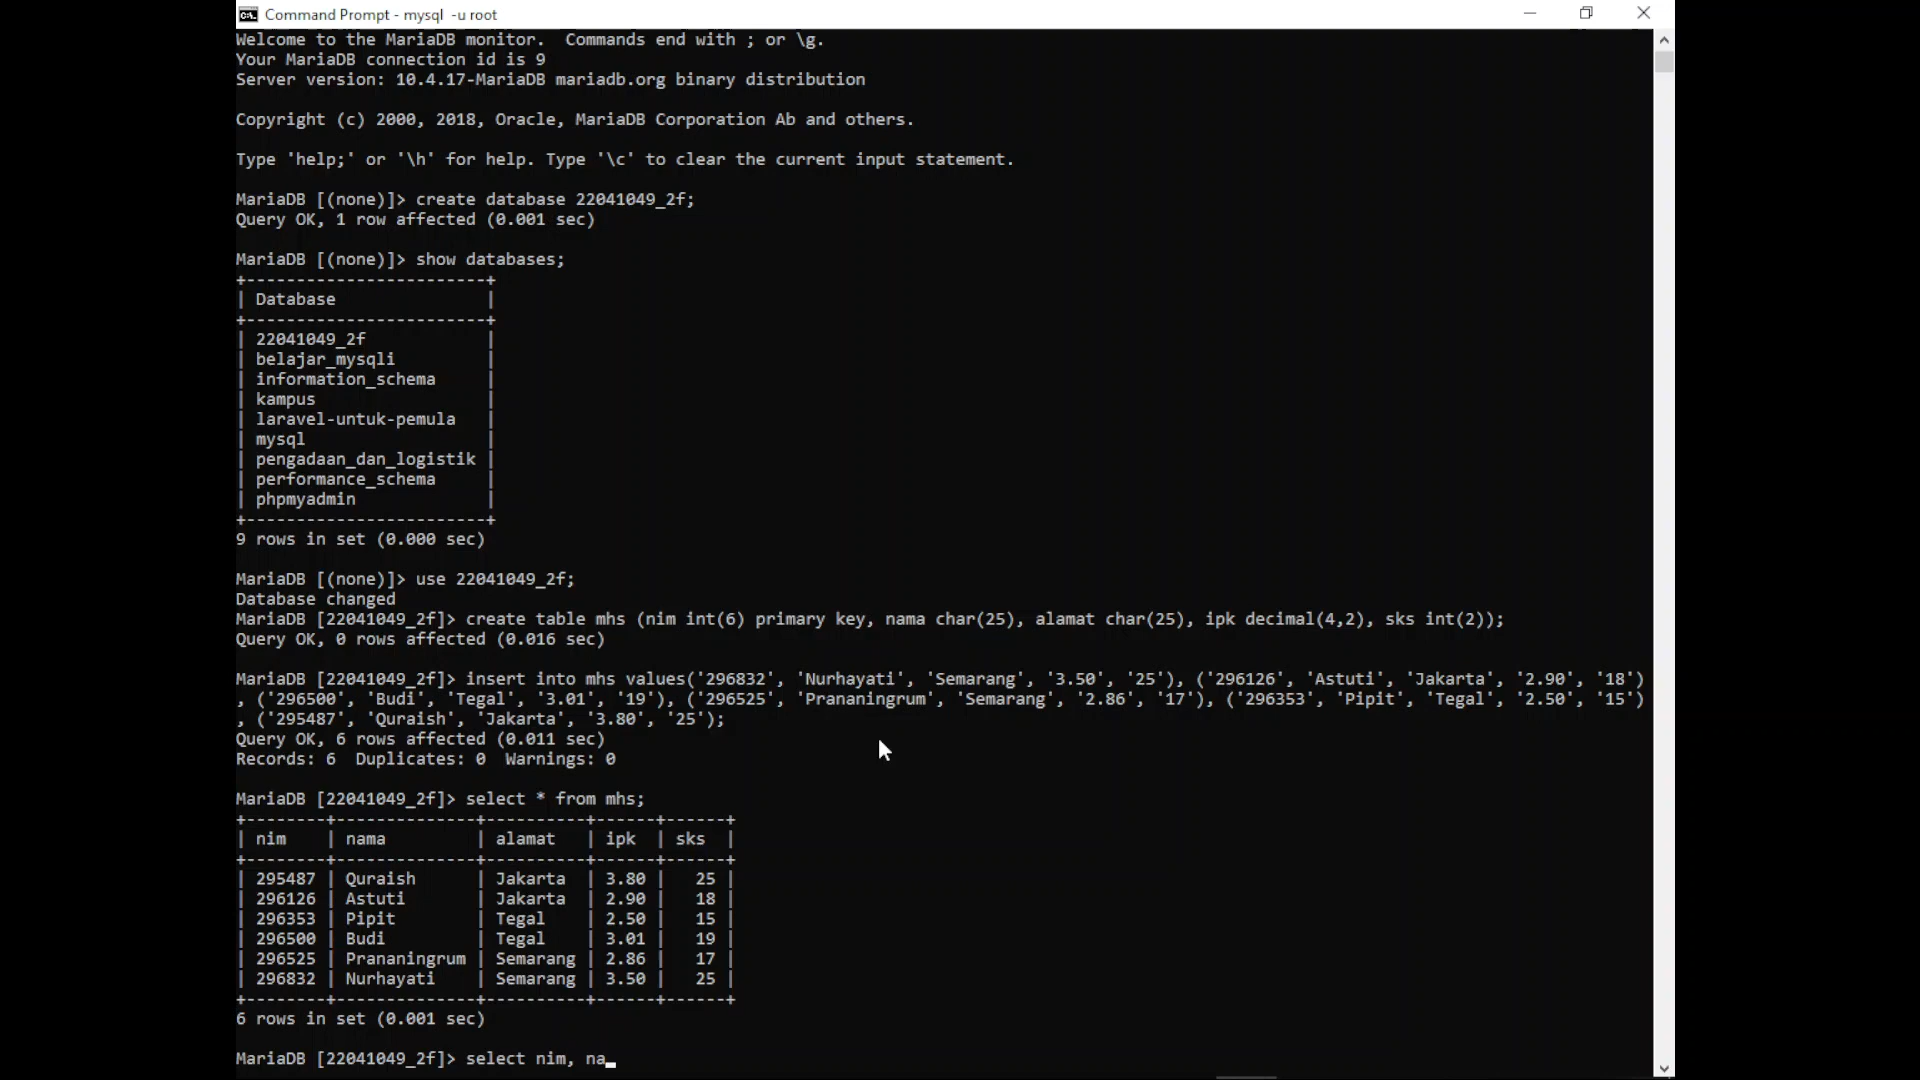 Command Prompt - mysql  -u root
Welcome to the MariaDB monitor.  Commands end with ; or \g.
Your MariaDB connection id is 9
Server version: 10.4.17-MariaDB mariadb.org binary distribution

Copyright (c) 2000, 2018, Oracle, MariaDB Corporation Ab and others.

Type 'help;' or '\h' for help. Type '\c' to clear the current input statement.

MariaDB [(none)]> create database 22041049_2f;
Query OK, 1 row affected (0.001 sec)

MariaDB [(none)]> show databases;
+------------------------+
| Database               |
+------------------------+
| 22041049_2f            |
| belajar_mysqli         |
| information_schema     |
| kampus                 |
| laravel-untuk-pemula   |
| mysql                  |
| pengadaan_dan_logistik |
| performance_schema     |
| phpmyadmin             |
+------------------------+
9 rows in set (0.000 sec)

MariaDB [(none)]> use 22041049_2f;
Database changed
MariaDB [22041049_2f]> create table mhs (nim int(6) primary key, nama char(25), alamat char(25), ipk decimal(4,2), sks int(2));
Query OK, 0 rows affected (0.016 sec)

MariaDB [22041049_2f]> insert into mhs values('296832', 'Nurhayati', 'Semarang', '3.50', '25'), ('296126', 'Astuti', 'Jakarta', '2.90', '18')
, ('296500', 'Budi', 'Tegal', '3.01', '19'), ('296525', 'Prananingrum', 'Semarang', '2.86', '17'), ('296353', 'Pipit', 'Tegal', '2.50', '15')
, ('295487', 'Quraish', 'Jakarta', '3.80', '25');
Query OK, 6 rows affected (0.011 sec)
Records: 6  Duplicates: 0  Warnings: 0

MariaDB [22041049_2f]> select * from mhs;
+--------+--------------+----------+------+------+
| nim    | nama         | alamat   | ipk  | sks  |
+--------+--------------+----------+------+------+
| 295487 | Quraish      | Jakarta  | 3.80 |   25 |
| 296126 | Astuti       | Jakarta  | 2.90 |   18 |
| 296353 | Pipit        | Tegal    | 2.50 |   15 |
| 296500 | Budi         | Tegal    | 3.01 |   19 |
| 296525 | Prananingrum | Semarang | 2.86 |   17 |
| 296832 | Nurhayati    | Semarang | 3.50 |   25 |
+--------+--------------+----------+------+------+
6 rows in set (0.001 sec)

MariaDB [22041049_2f]> select nim, na_